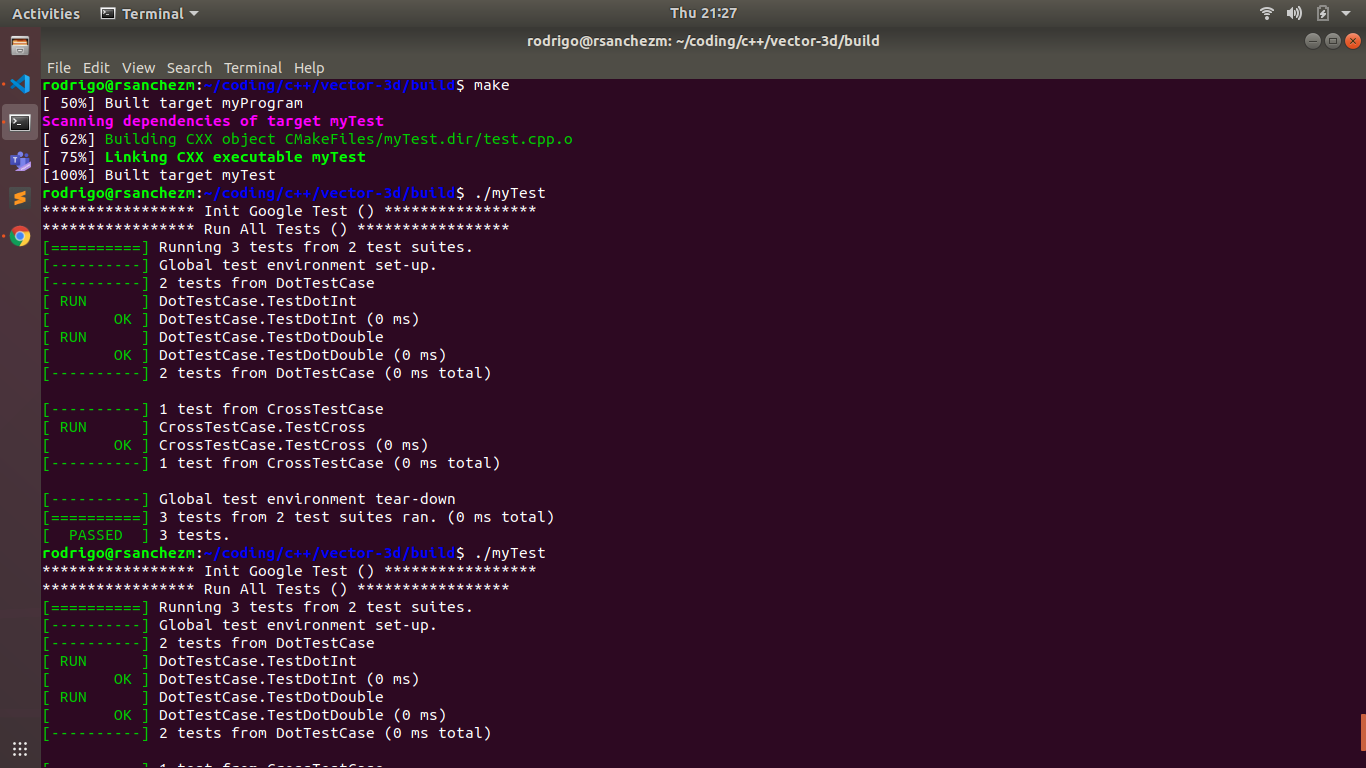 Activities Terminal Thu 21:27
rodrigo@rsanchezm: ~/coding/c++/vector-3d/build
File Edit View Search Terminal Help
rodrigo@rsanchezm:~/coding/c++/vector-3d/build$ make
[ 50%] Built target myProgram
Scanning dependencies of target myTest
[ 62%] Building CXX object CMakeFiles/myTest.dir/test.cpp.o
[ 75%] Linking CXX executable myTest
[100%] Built target myTest
rodrigo@rsanchezm:~/coding/c++/vector-3d/build$ ./myTest
***************** Init Google Test () *****************
***************** Run All Tests () *****************
[==========] Running 3 tests from 2 test suites.
[----------] Global test environment set-up.
[----------] 2 tests from DotTestCase
[ RUN      ] DotTestCase.TestDotInt
[       OK ] DotTestCase.TestDotInt (0 ms)
[ RUN      ] DotTestCase.TestDotDouble
[       OK ] DotTestCase.TestDotDouble (0 ms)
[----------] 2 tests from DotTestCase (0 ms total)
[----------] 1 test from CrossTestCase
[ RUN      ] CrossTestCase.TestCross
[       OK ] CrossTestCase.TestCross (0 ms)
[----------] 1 test from CrossTestCase (0 ms total)
[----------] Global test environment tear-down
[==========] 3 tests from 2 test suites ran. (0 ms total)
[  PASSED  ] 3 tests.
rodrigo@rsanchezm:~/coding/c++/vector-3d/build$ ./myTest
***************** Init Google Test () *****************
***************** Run All Tests () *****************
[==========] Running 3 tests from 2 test suites.
[----------] Global test environment set-up.
[----------] 2 tests from DotTestCase
[ RUN      ] DotTestCase.TestDotInt
[       OK ] DotTestCase.TestDotInt (0 ms)
[ RUN      ] DotTestCase.TestDotDouble
[       OK ] DotTestCase.TestDotDouble (0 ms)
[----------] 2 tests from DotTestCase (0 ms total)
[----------] 1 test from CrossTestCase